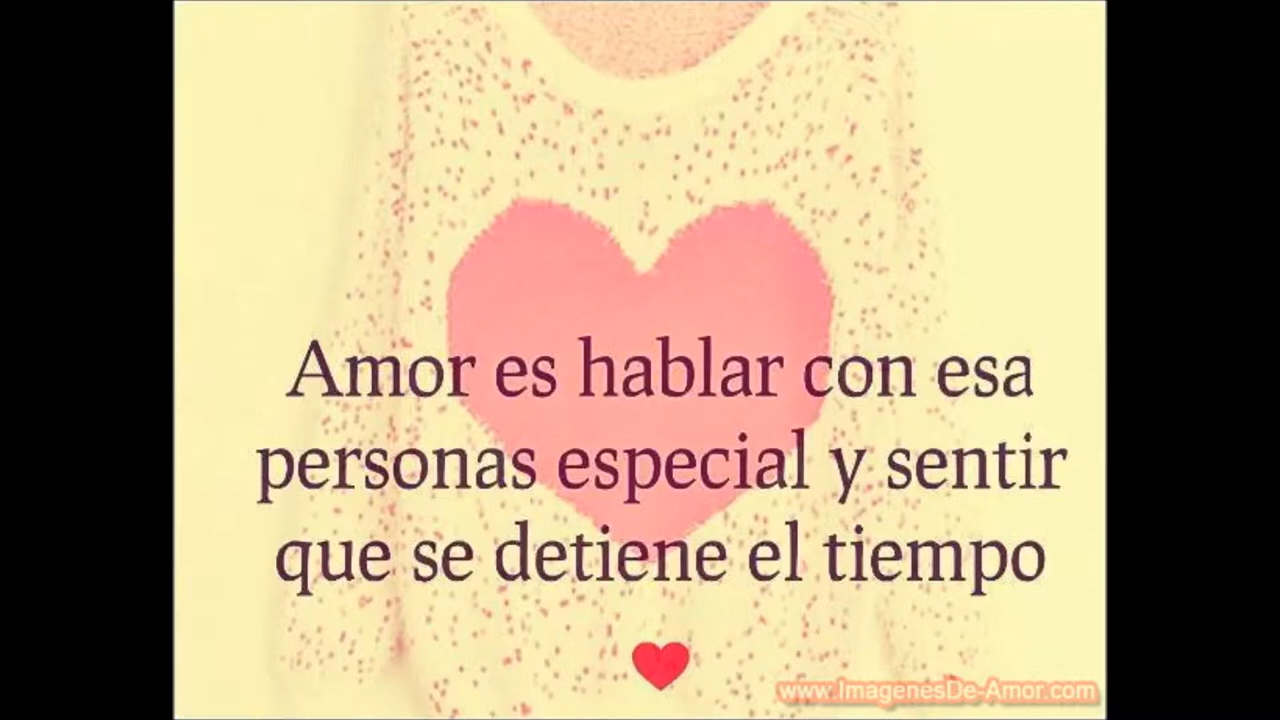 Amor es hablar con esa
personas especial y sentir
que se detiene el tiempo
www.ImagenesDe-Amor.com